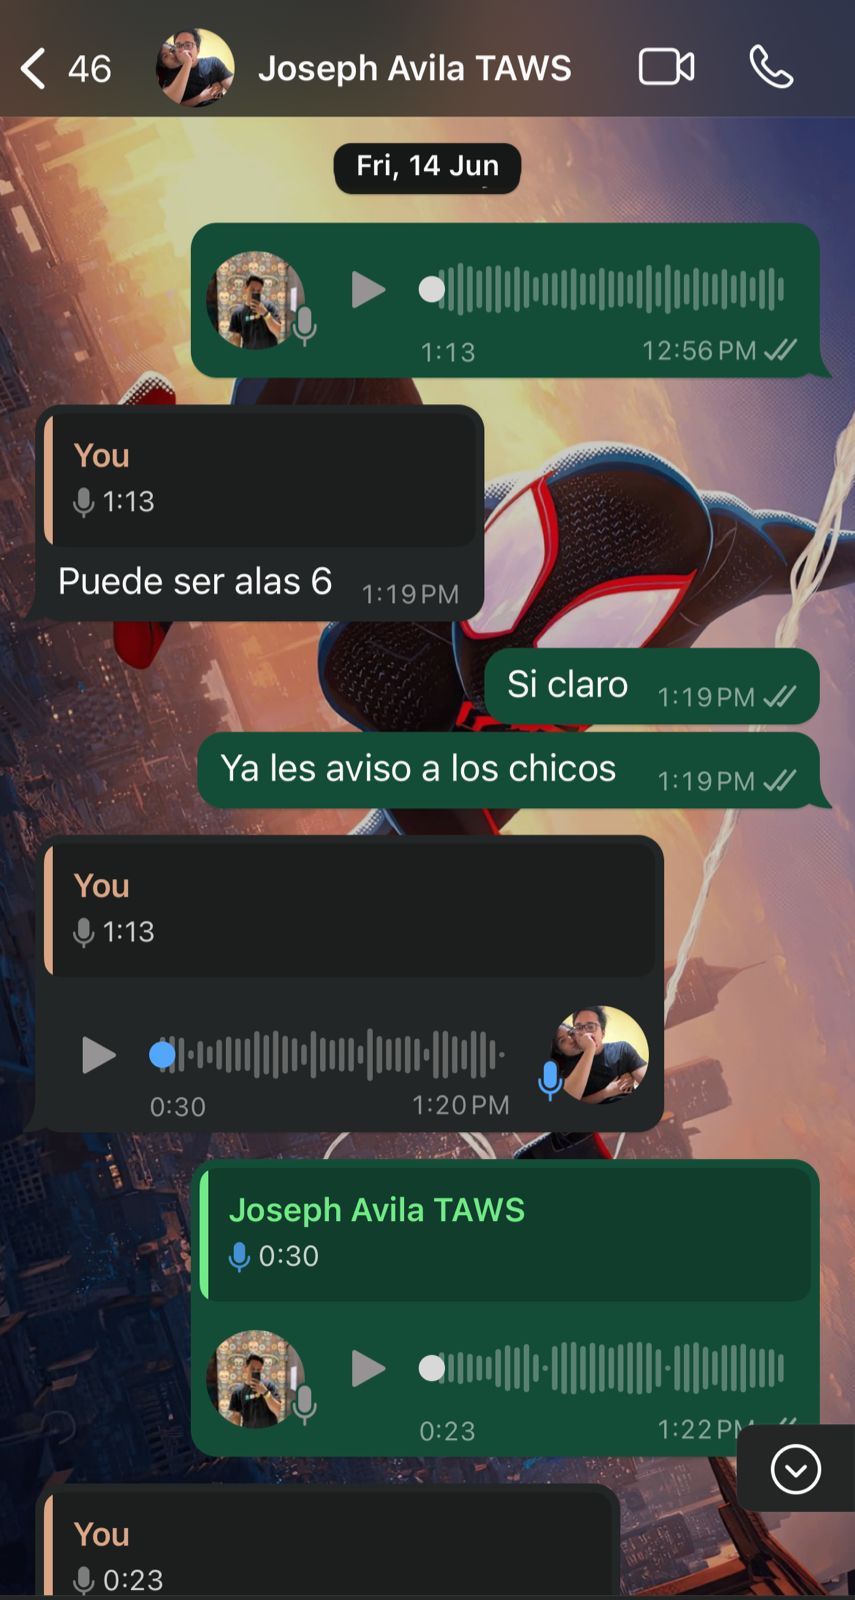 46 Joseph Avila TAWS
Fri, 14 Jun
1:13 12:56 PM
You
1:13
Puede ser alas 6 1:19 PM
Si claro 1:19 PM
Ya les aviso a los chicos 1:19 PM
You
1:13
0:30 1:20 PM
Joseph Avila TAWS
0:30
0:23 1:22 PM
You
0:23